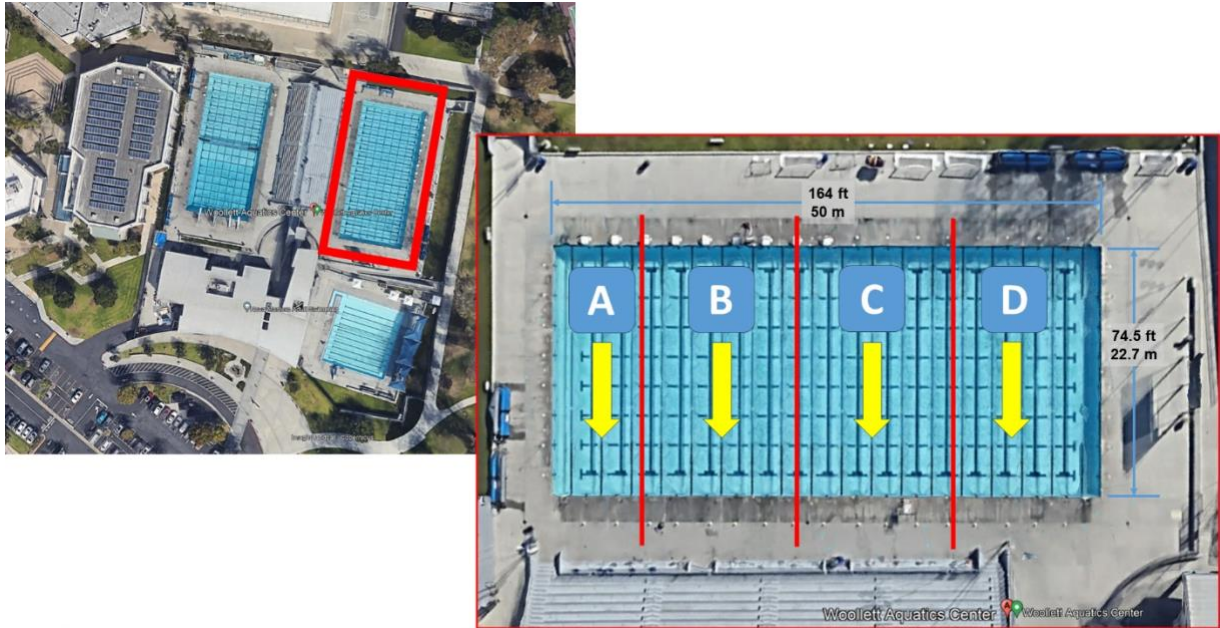 Woollett Aquatics Center
164 ft
50 m
A
B
C
D
74.5 ft
22.7 m
Woollett Aquatics Center
Woollett Aquatics Center